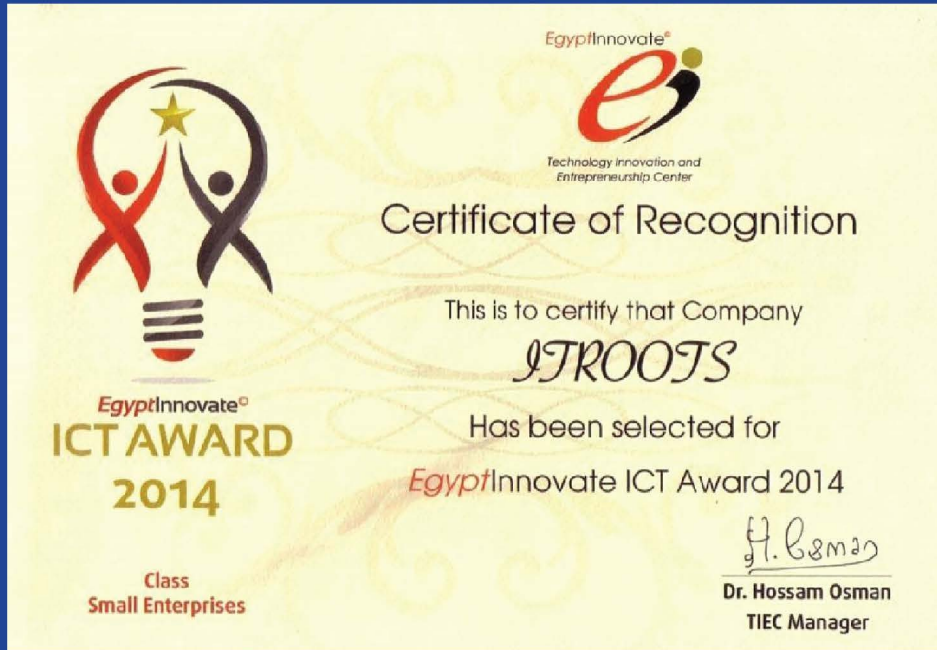 EgyptInnovate©
ei
Technology Innovation and
Entrepreneurship Center
Certificate of Recognition
This is to certify that Company
ITROOTS
Has been selected for
EgyptInnovate ICT Award 2014
EgyptInnovate©
ICT AWARD
2014
Class
Small Enterprises
H. Osman
Dr. Hossam Osman
TIEC Manager